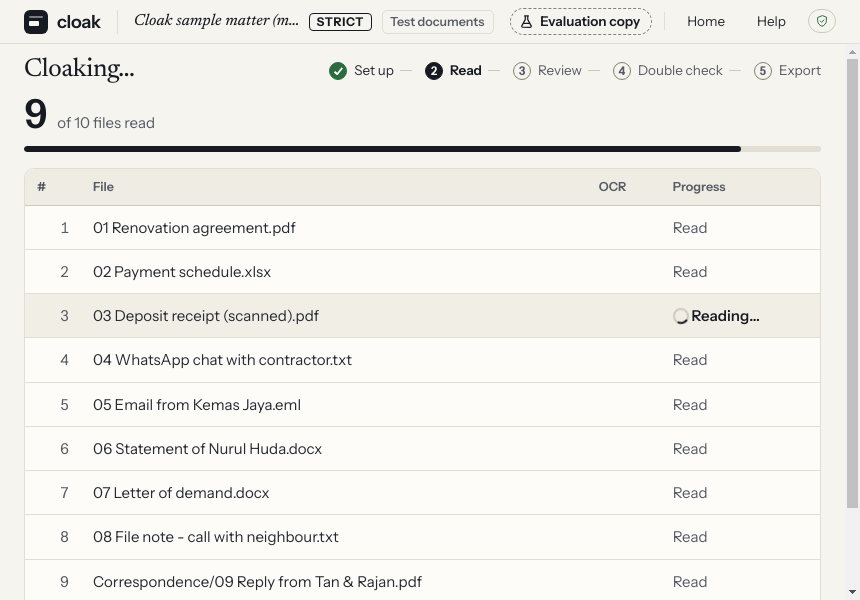 cloak
Cloak sample matter (m...
STRICT
Test documents
Evaluation copy
Home
Help
Cloaking...
Set up
2 Read
3 Review
4 Double check
5 Export
9 of 10 files read
# File OCR Progress
1 01 Renovation agreement.pdf Read
2 02 Payment schedule.xlsx Read
3 03 Deposit receipt (scanned).pdf Reading...
4 04 WhatsApp chat with contractor.txt Read
5 05 Email from Kemas Jaya.eml Read
6 06 Statement of Nurul Huda.docx Read
7 07 Letter of demand.docx Read
8 08 File note - call with neighbour.txt Read
9 Correspondence/09 Reply from Tan & Rajan.pdf Read